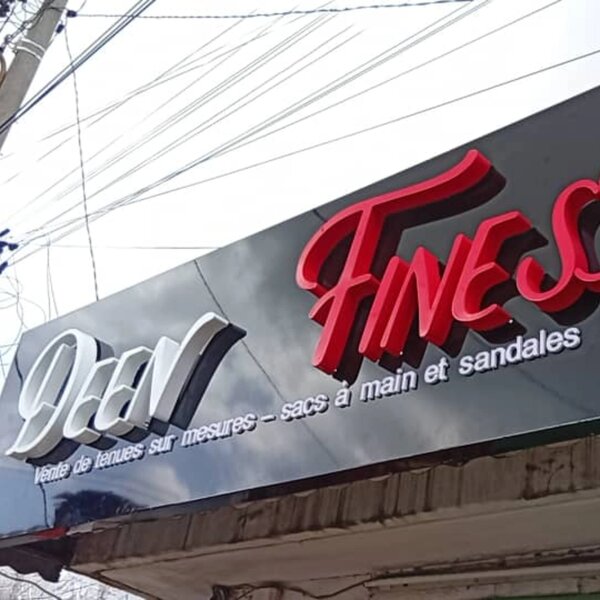 DEEN FINES
Vente de tenues sur mesures – sacs à main et sandales